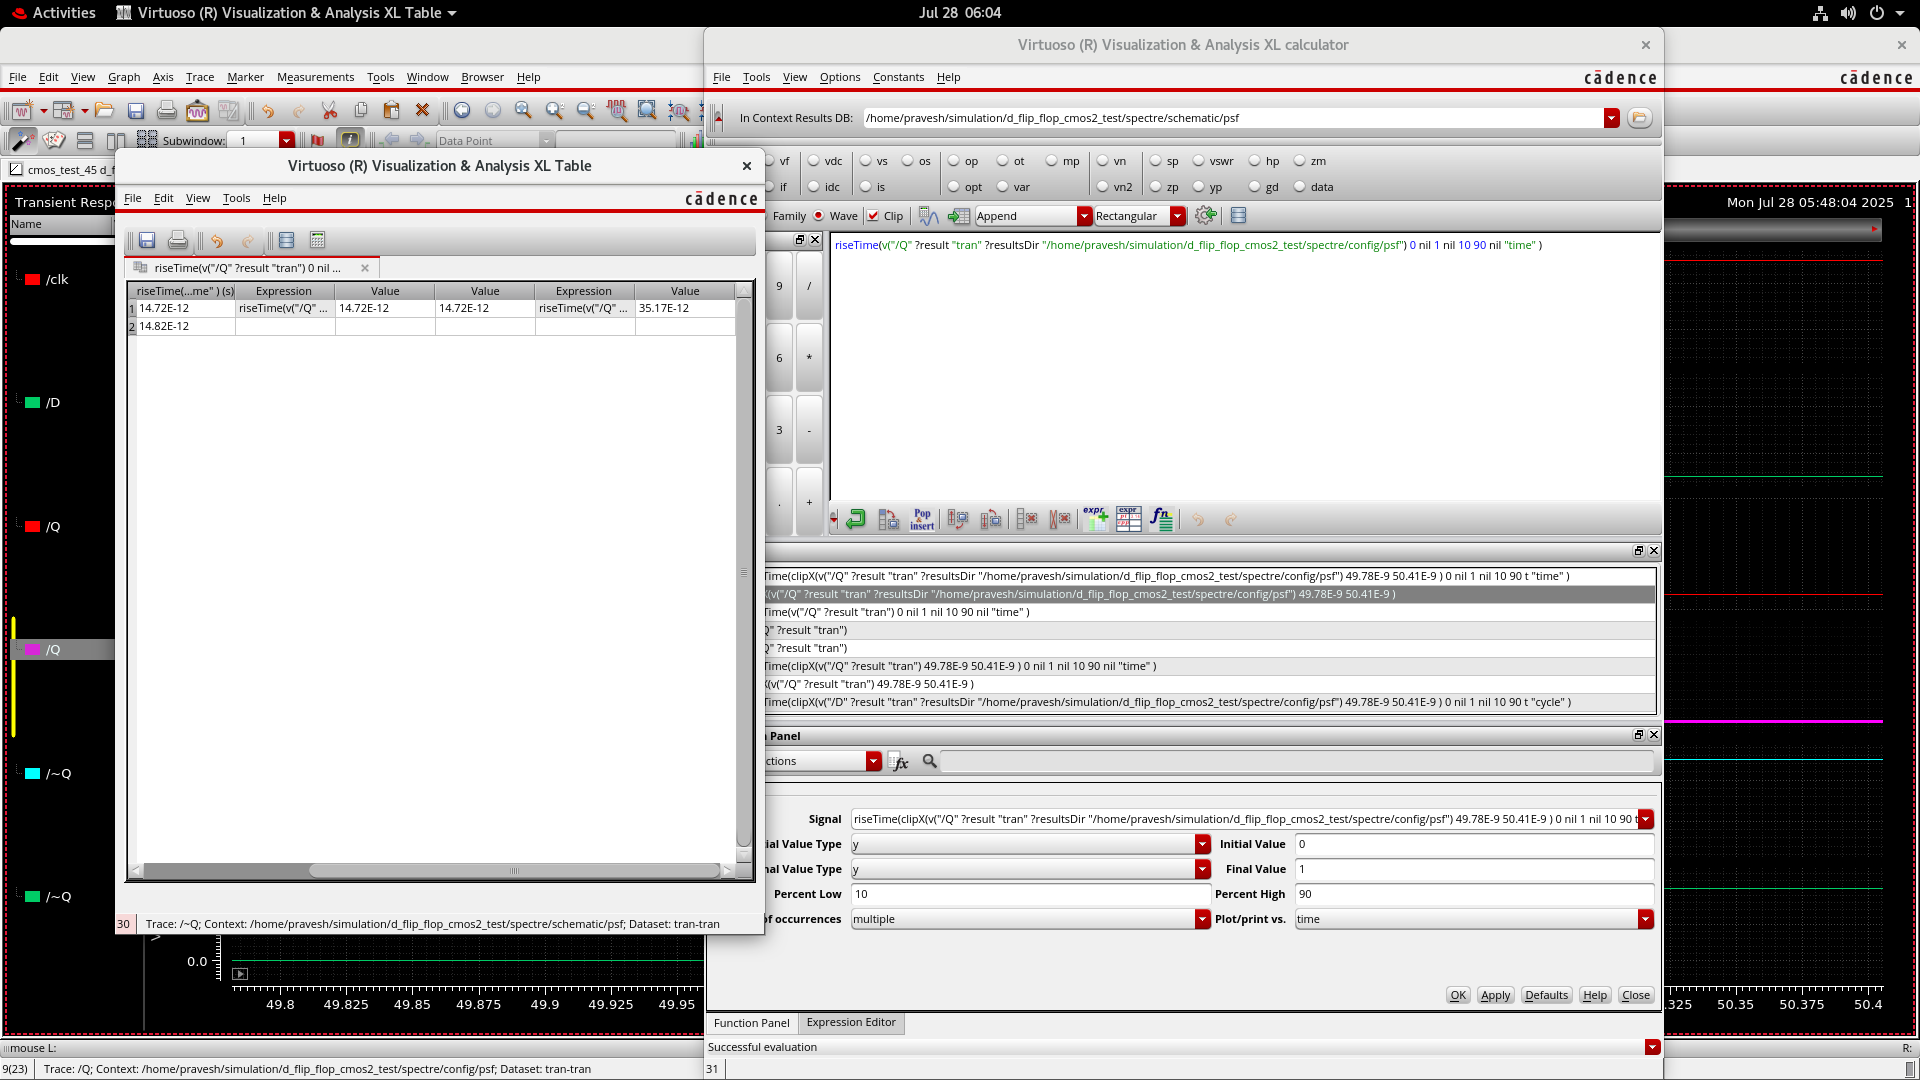 Activities
Virtuoso (R) Visualization & Analysis XL Table
Jul 28 06:04
Virtuoso (R) Visualization & Analysis XL calculator
File Edit View Graph Axis Trace Marker Measurements Tools Window Browser Help
File Tools View Options Constants Help
cādence
cādence
In Context Results DB: /home/pravesh/simulation/d_flip_flop_cmos2_test/spectre/schematic/psf
Subwindow: 1
Data Point
cmos_test_45 d_f
vf vdc vs os op ot mp vn sp vswr hp zm
if idc is opt var vn2 zp yp gd data
Family Wave Clip Append Rectangular
Transient Resp
Mon Jul 28 05:48:04 2025 1
Name
/clk
/D
/Q
/Q
/~Q
/~Q
Virtuoso (R) Visualization & Analysis XL Table
File Edit View Tools Help
cādence
riseTime(v("/Q" ?result "tran") 0 nil ...
riseTime(...me" ) (s) Expression Value Value Expression Value
1 14.72E-12 riseTime(v("/Q" ... 14.72E-12 14.72E-12 riseTime(v("/Q" ... 35.17E-12
2 14.82E-12
30 Trace: /~Q; Context: /home/pravesh/simulation/d_flip_flop_cmos2_test/spectre/schematic/psf; Dataset: tran-tran
riseTime(v("/Q" ?result "tran" ?resultsDir "/home/pravesh/simulation/d_flip_flop_cmos2_test/spectre/config/psf") 0 nil 1 nil 10 90 nil "time" )
9 /
6 *
3 -
. +
Pop & insert
expr
expr
fn
Time(clipX(v("/Q" ?result "tran" ?resultsDir "/home/pravesh/simulation/d_flip_flop_cmos2_test/spectre/config/psf") 49.78E-9 50.41E-9 ) 0 nil 1 nil 10 90 t "time" )
X(v("/Q" ?result "tran" ?resultsDir "/home/pravesh/simulation/d_flip_flop_cmos2_test/spectre/config/psf") 49.78E-9 50.41E-9 )
Time(v("/Q" ?result "tran") 0 nil 1 nil 10 90 nil "time" )
Q" ?result "tran")
Q" ?result "tran")
Time(clipX(v("/Q" ?result "tran") 49.78E-9 50.41E-9 ) 0 nil 1 nil 10 90 nil "time" )
X(v("/Q" ?result "tran") 49.78E-9 50.41E-9 )
Time(clipX(v("/D" ?result "tran" ?resultsDir "/home/pravesh/simulation/d_flip_flop_cmos2_test/spectre/config/psf") 49.78E-9 50.41E-9 ) 0 nil 1 nil 10 90 t "cycle" )
n Panel
ctions
fx
Signal riseTime(clipX(v("/Q" ?result "tran" ?resultsDir "/home/pravesh/simulation/d_flip_flop_cmos2_test/spectre/config/psf") 49.78E-9 50.41E-9 ) 0 nil 1 nil 10 90 t
ial Value Type y Initial Value 0
nal Value Type y Final Value 1
Percent Low 10 Percent High 90
of occurrences multiple Plot/print vs. time
OK Apply Defaults Help Close
Function Panel Expression Editor
Successful evaluation
31
0.0
49.8 49.825 49.85 49.875 49.9 49.925 49.95
.325 50.35 50.375 50.4
mouse L:
R:
9(23) Trace: /Q; Context: /home/pravesh/simulation/d_flip_flop_cmos2_test/spectre/config/psf; Dataset: tran-tran